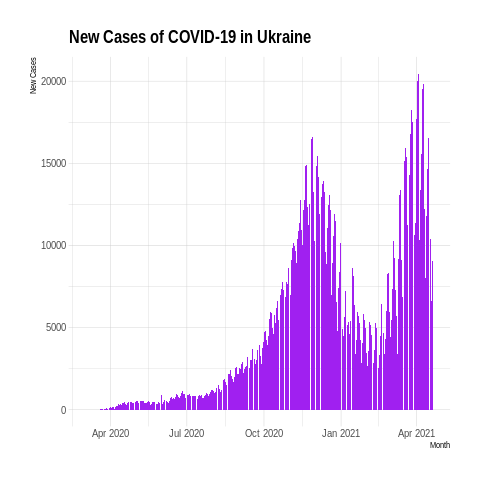 New Cases of COVID-19 in Ukraine
New Cases
20000
15000
10000
5000
0
Apr 2020 Jul 2020 Oct 2020 Jan 2021 Apr 2021
Month